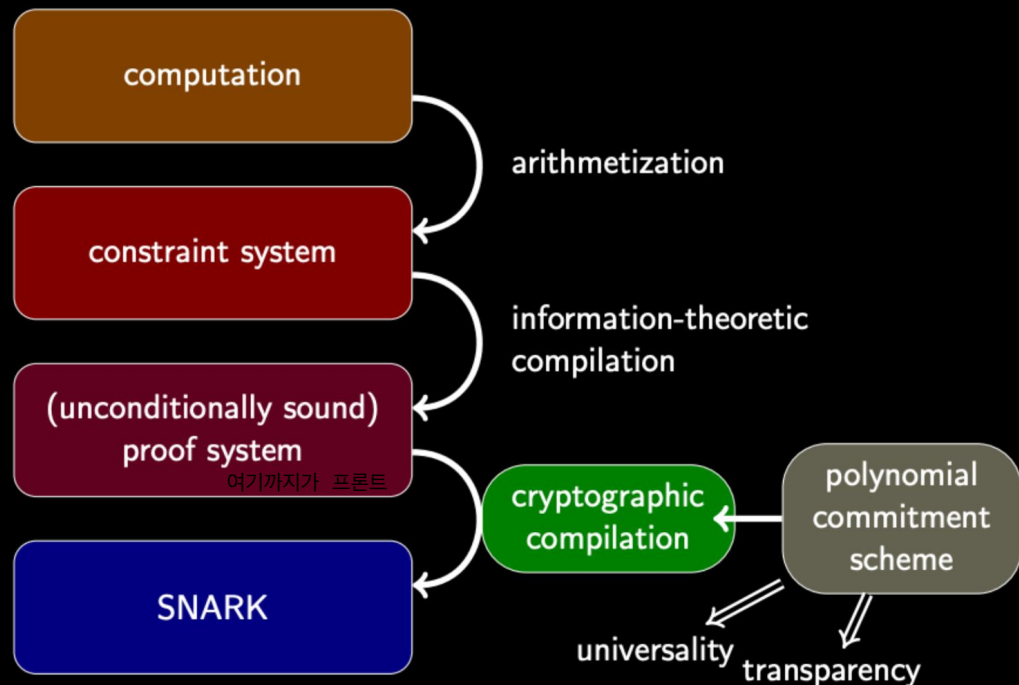 computation
arithmetization
constraint system
information-theoretic
compilation
(unconditionally sound)
proof system
여기까지가 프론트
cryptographic
compilation
polynomial
commitment
scheme
SNARK
universality
transparency